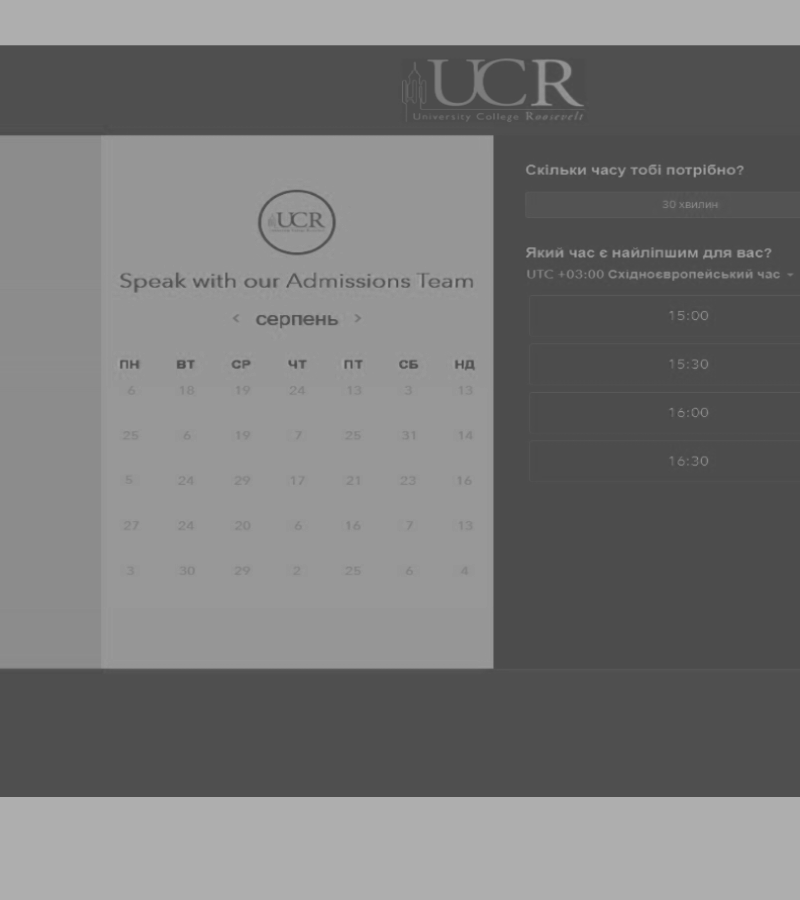 UCR
University College Roosevelt
UCR
Speak with our Admissions Team
‹ серпень ›
ПН ВТ СР ЧТ ПТ СБ НД
6 18 19 24 13 3 13
25 6 19 7 25 31 14
5 24 29 17 21 23 16
27 24 20 6 16 7 13
3 30 29 2 25 6 4
Скільки часу тобі потрібно?
30 хвилин
Який час є найліпшим для вас?
UTC +03:00 Східноєвропейський час
15:00
15:30
16:00
16:30